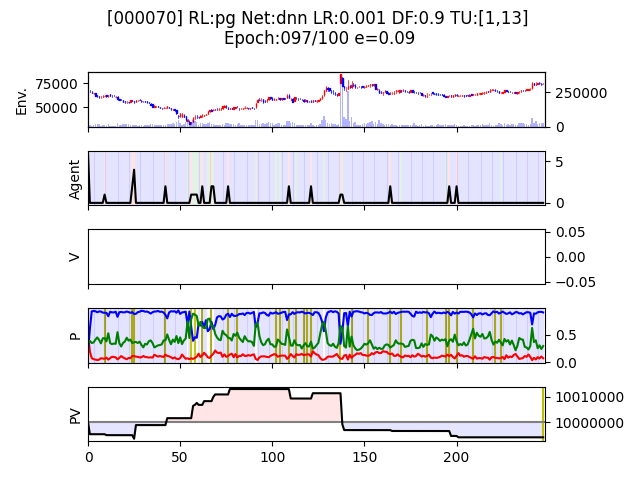 [000070] RL:pg Net:dnn LR:0.001 DF:0.9 TU:[1,13]
Epoch:097/100 e=0.09
Env.
75000
50000
250000
0
Agent
5
0
V
0.05
0.00
−0.05
P
0.5
0.0
PV
10010000
10000000
0
50
100
150
200